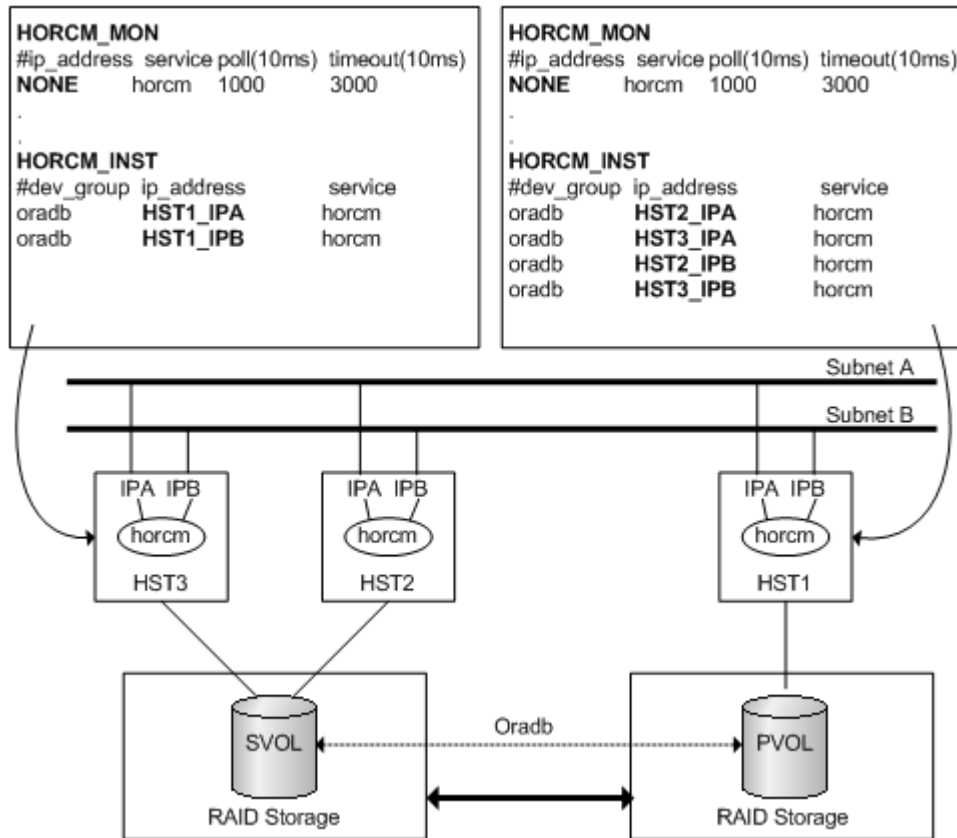 HORCM_MON
#ip_address service poll(10ms) timeout(10ms)
NONE horcm 1000 3000
.
.
HORCM_INST
#dev_group ip_address service
oradb HST1_IPA horcm
oradb HST1_IPB horcm
HORCM_MON
#ip_address service poll(10ms) timeout(10ms)
NONE horcm 1000 3000
.
.
HORCM_INST
#dev_group ip_address service
oradb HST2_IPA horcm
oradb HST3_IPA horcm
oradb HST2_IPB horcm
oradb HST3_IPB horcm
Subnet A
Subnet B
IPA IPB
horcm
HST3
IPA IPB
horcm
HST2
IPA IPB
horcm
HST1
SVOL
Oradb
PVOL
RAID Storage
RAID Storage